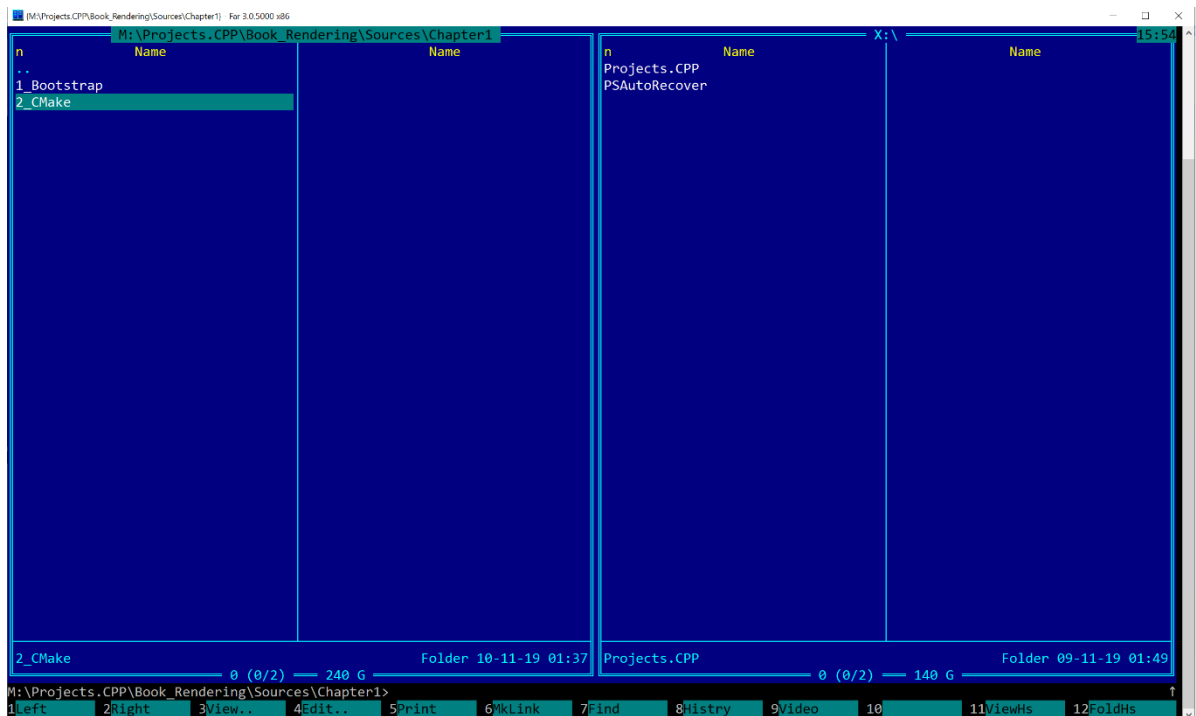 {M:\Projects.CPP\Book_Rendering\Sources\Chapter1} - Far 3.0.5000 x86
M:\Projects.CPP\Book_Rendering\Sources\Chapter1
X:\
15:54
n Name Name
n Name Name
..
1_Bootstrap
2_CMake
Projects.CPP
PSAutoRecover
2_CMake Folder 10-11-19 01:37
0 (0/2) 240 G
Projects.CPP Folder 09-11-19 01:49
0 (0/2) 140 G
M:\Projects.CPP\Book_Rendering\Sources\Chapter1>
1Left 2Right 3View.. 4Edit.. 5Print 6MkLink 7Find 8Histry 9Video 10 11ViewHs 12FoldHs